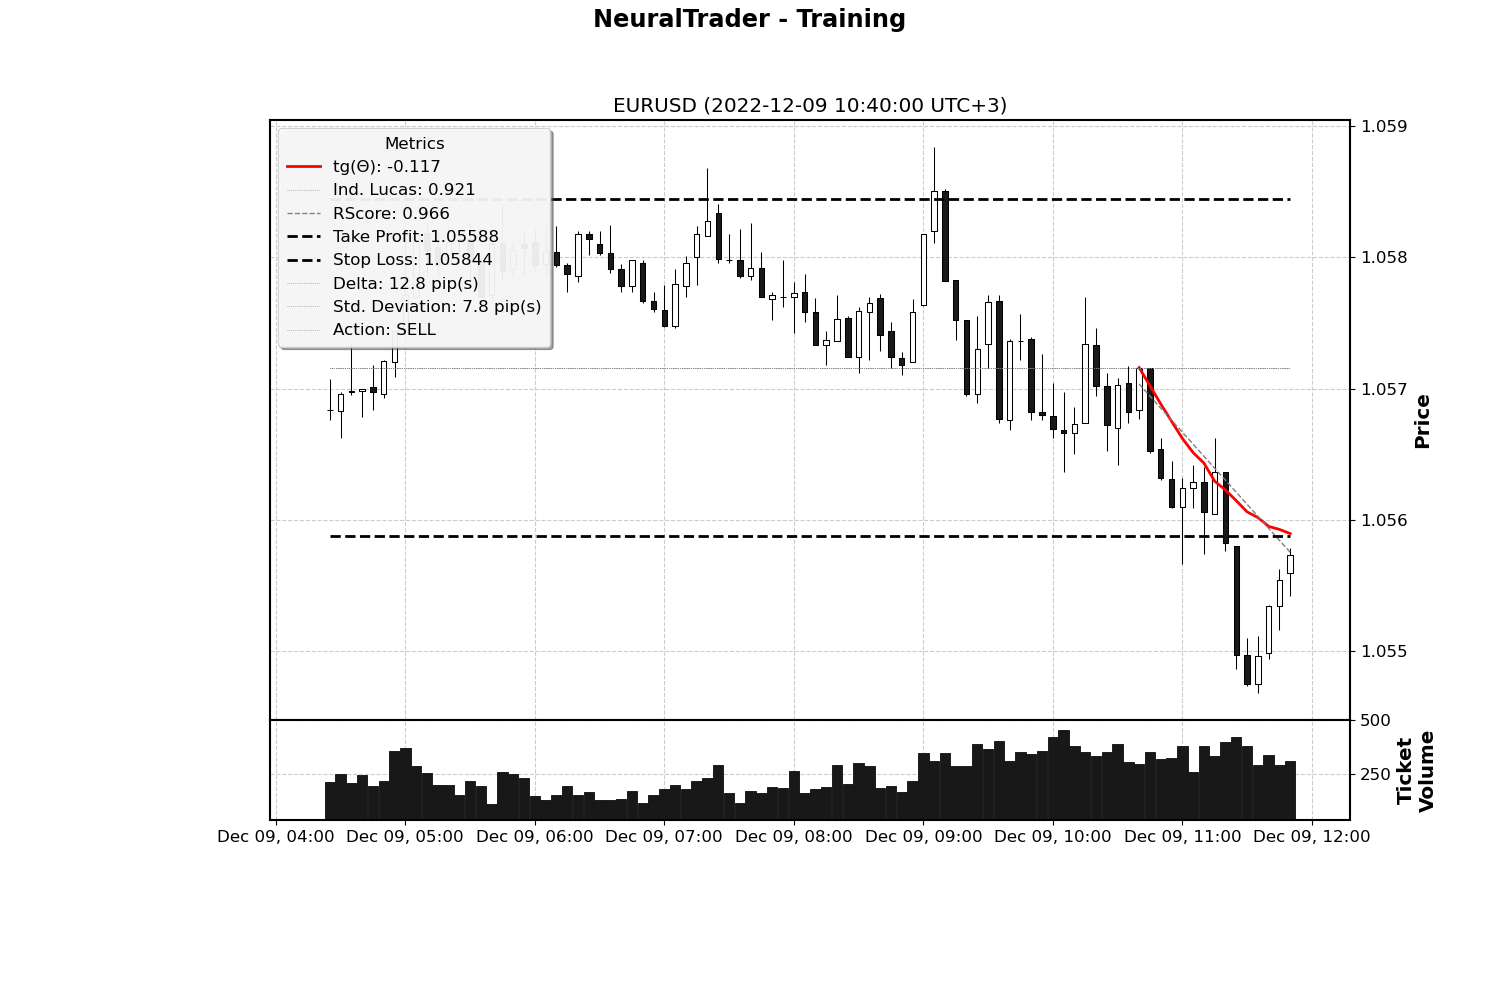 NeuralTrader - Training
EURUSD (2022-12-09 10:40:00 UTC+3)
Metrics
tg(Θ): -0.117
Ind. Lucas: 0.921
RScore: 0.966
Take Profit: 1.05588
Stop Loss: 1.05844
Delta: 12.8 pip(s)
Std. Deviation: 7.8 pip(s)
Action: SELL
1.059
1.058
1.057
1.056
1.055
Price
500
250
Ticket
Volume
Dec 09, 04:00 Dec 09, 05:00 Dec 09, 06:00 Dec 09, 07:00 Dec 09, 08:00 Dec 09, 09:00 Dec 09, 10:00 Dec 09, 11:00 Dec 09, 12:00